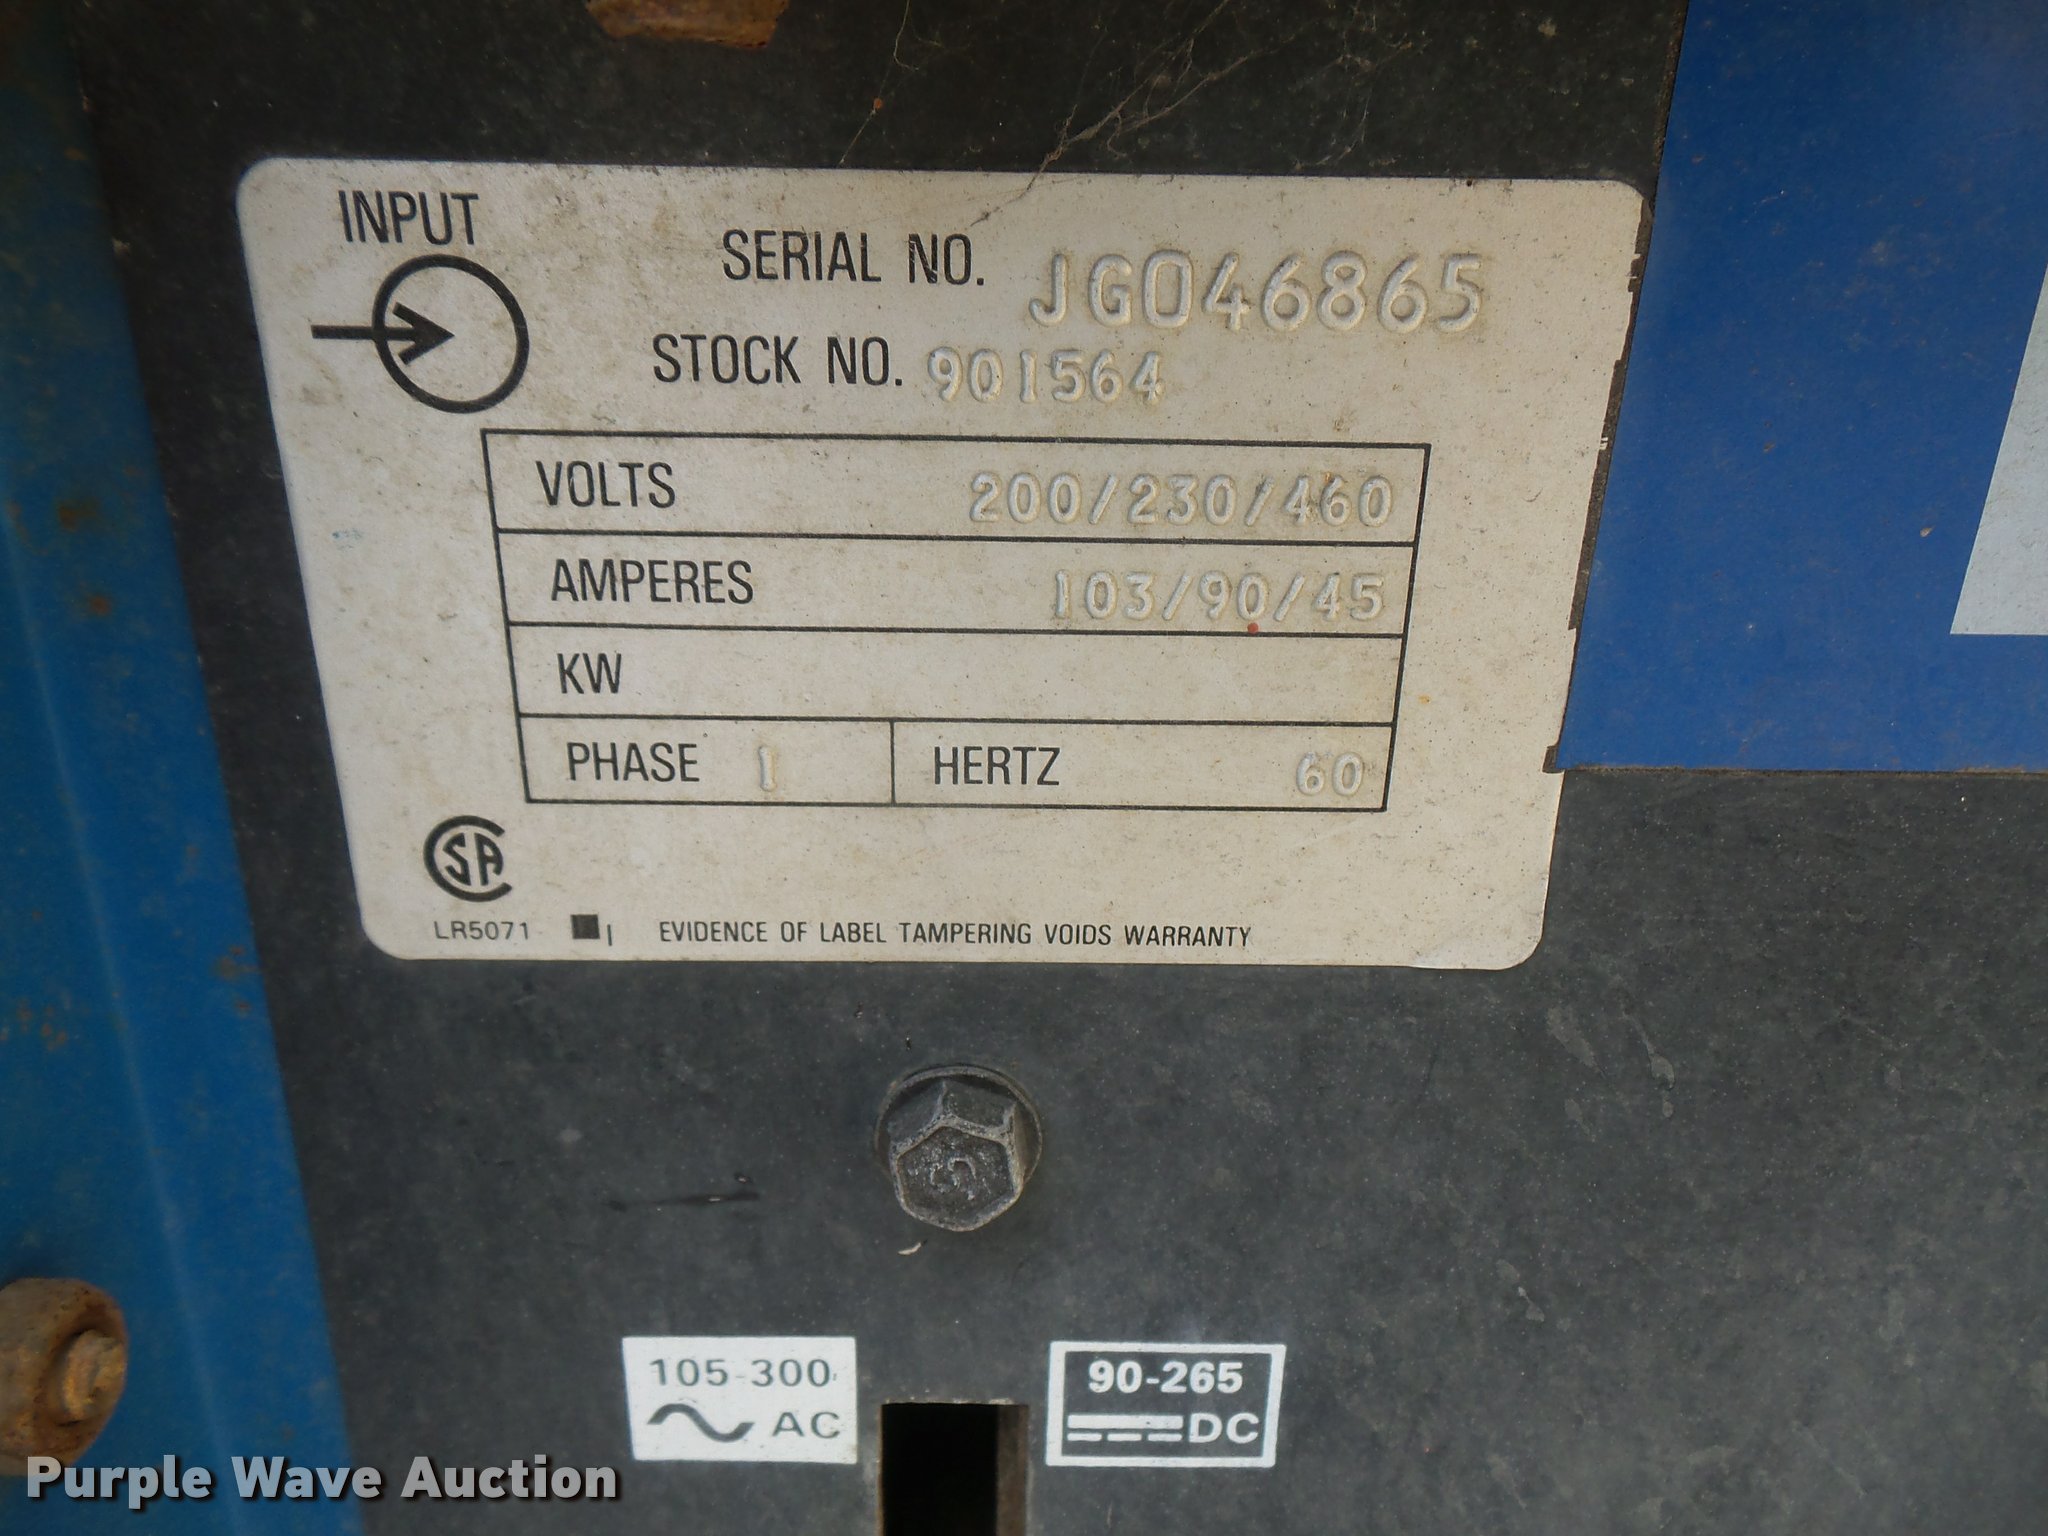 INPUT
SERIAL NO. JG046865
STOCK NO. 901564
VOLTS 200/230/460
AMPERES 103/90/45
KW
PHASE 1 HERTZ 60
CSA
LR5071 EVIDENCE OF LABEL TAMPERING VOIDS WARRANTY
105-300 AC
90-265 DC
Purple Wave Auction